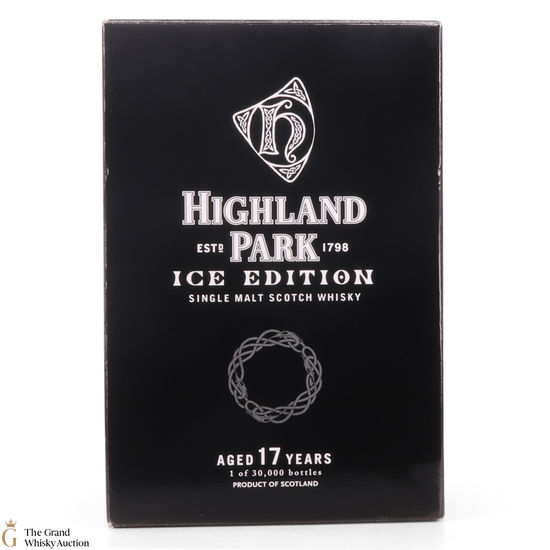 h
HIGHLAND
ESTD PARK 1798
ICE EDITION
SINGLE MALT SCOTCH WHISKY
AGED 17 YEARS
1 of 30,000 bottles
PRODUCT OF SCOTLAND
G
The Grand
Whisky Auction